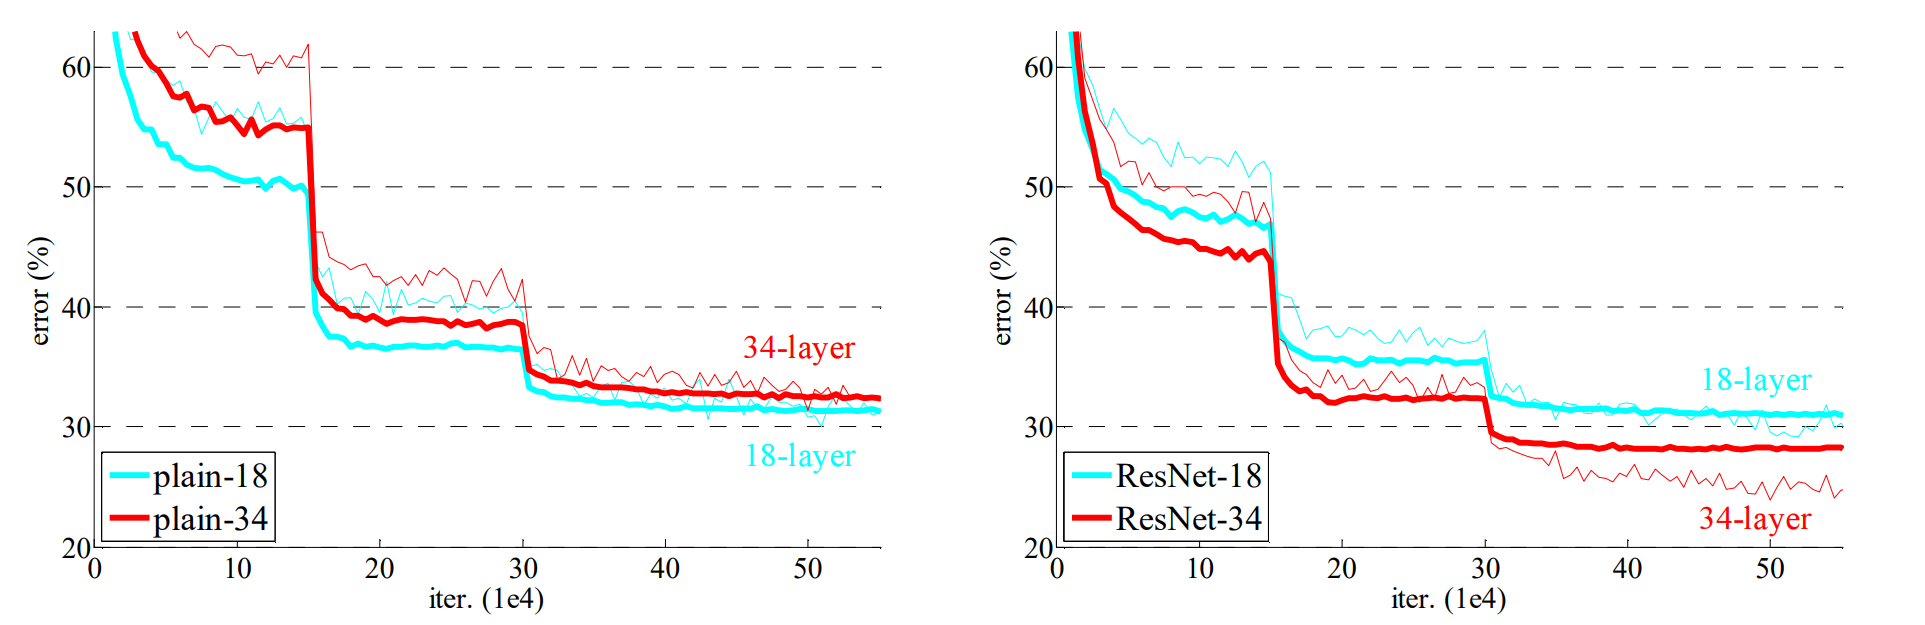 60
50
40
30
20
error (%)
34-layer
18-layer
plain-18
plain-34
0 10 20 30 40 50
iter. (1e4)
60
50
40
30
20
error (%)
18-layer
34-layer
ResNet-18
ResNet-34
0 10 20 30 40 50
iter. (1e4)